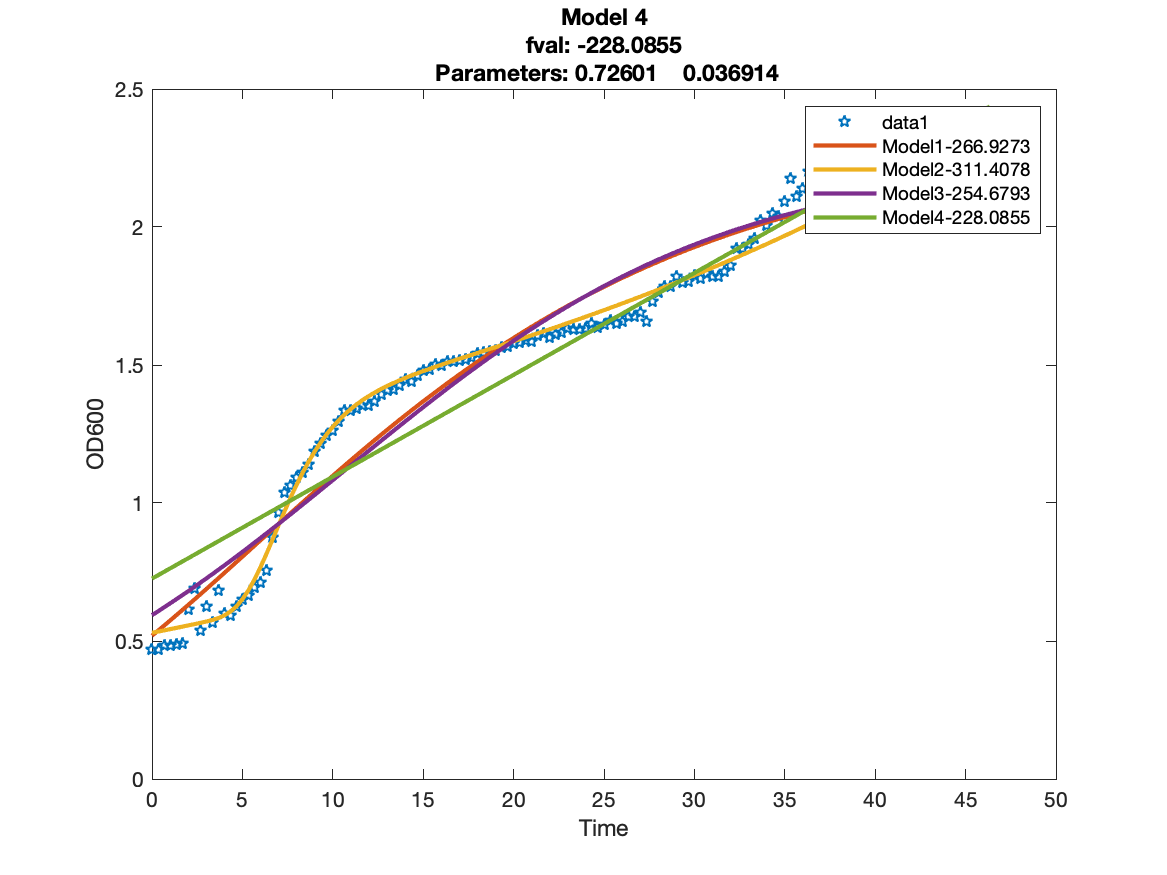 Model 4
fval: -228.0855
Parameters: 0.72601 0.036914
2.5
2
1.5
1
0.5
0
OD600
data1
Model1-266.9273
Model2-311.4078
Model3-254.6793
Model4-228.0855
0 5 10 15 20 25 30 35 40 45 50
Time